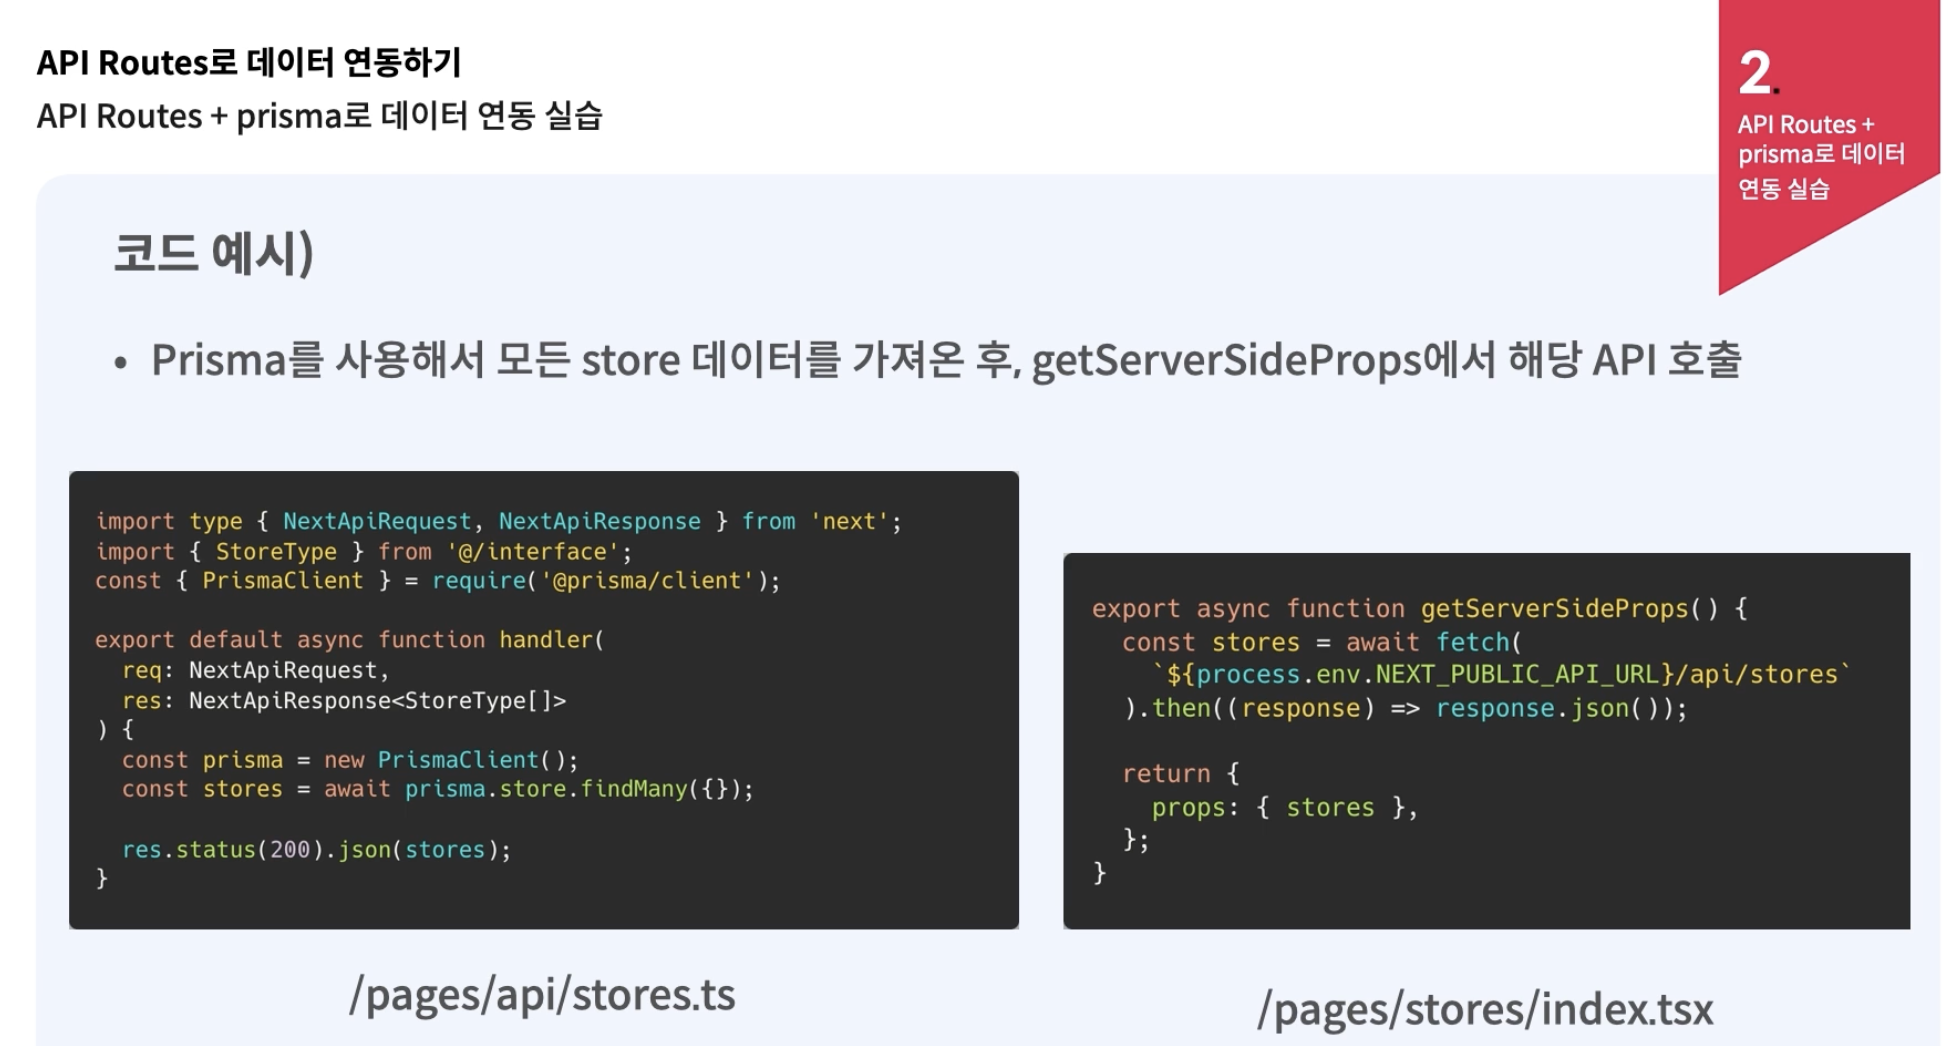 API Routes로 데이터 연동하기
API Routes + prisma로 데이터 연동 실습
2.
API Routes +
prisma로 데이터
연동 실습
코드 예시)
• Prisma를 사용해서 모든 store 데이터를 가져온 후, getServerSideProps에서 해당 API 호출
import type { NextApiRequest, NextApiResponse } from 'next';
import { StoreType } from '@/interface';
const { PrismaClient } = require('@prisma/client');

export default async function handler(
  req: NextApiRequest,
  res: NextApiResponse<StoreType[]>
) {
  const prisma = new PrismaClient();
  const stores = await prisma.store.findMany({});

  res.status(200).json(stores);
}
/pages/api/stores.ts
export async function getServerSideProps() {
  const stores = await fetch(
    `${process.env.NEXT_PUBLIC_API_URL}/api/stores`
  ).then((response) => response.json());

  return {
    props: { stores },
  };
}
/pages/stores/index.tsx